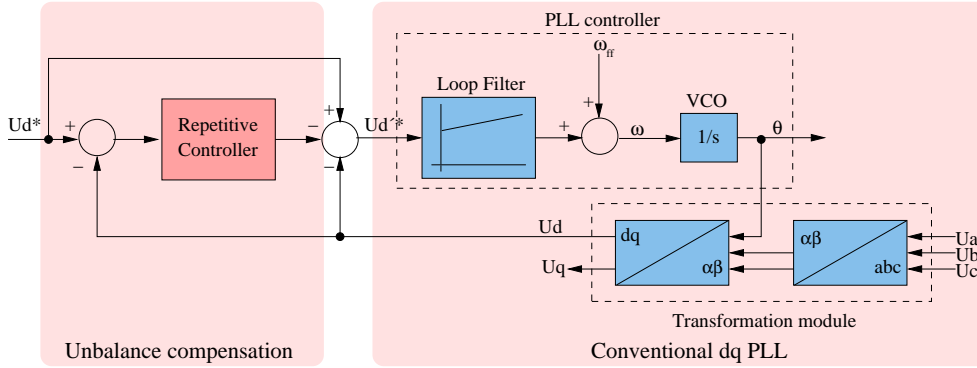 PLL controller
ω_ff
Loop Filter
VCO
Ud*
+
−
Repetitive
Controller
−
+
−
Ud´*
+
+
ω
1/s
θ
Ud
Uq
dq
αβ
αβ
abc
Ua
Ub
Uc
Transformation module
Unbalance compensation
Conventional dq PLL